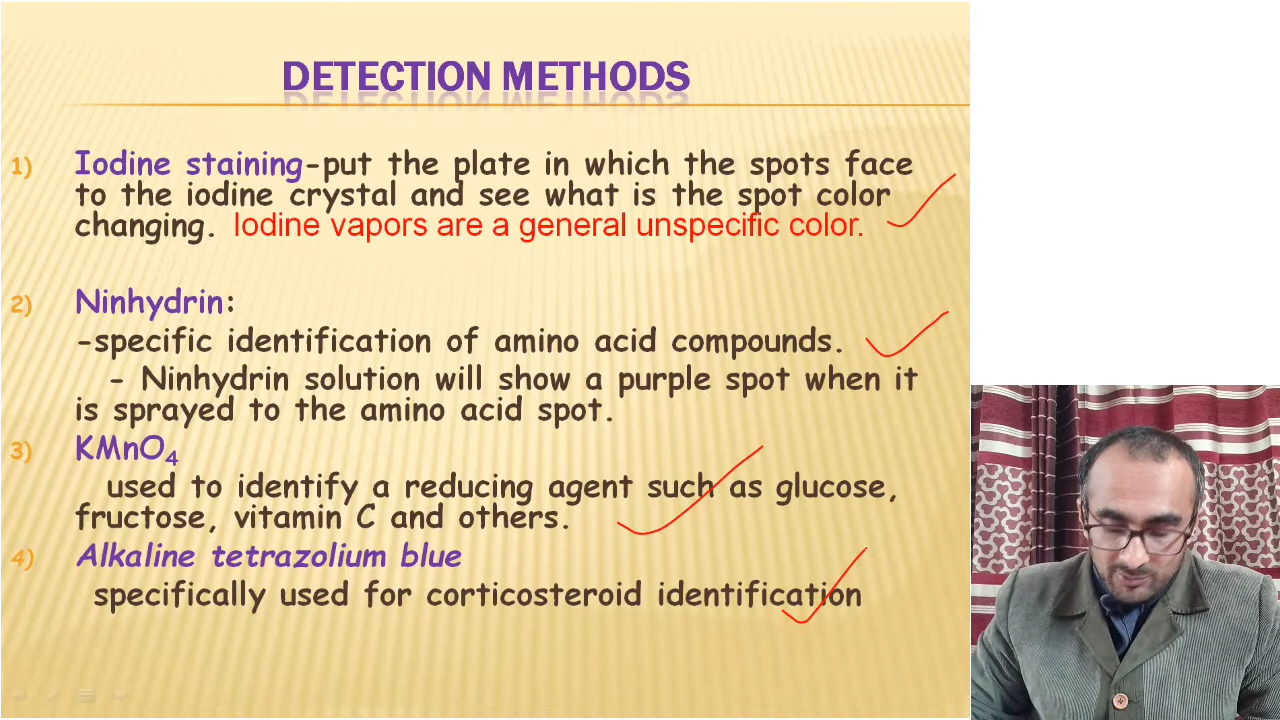 DETECTION METHODS
1) Iodine staining-put the plate in which the spots face
to the iodine crystal and see what is the spot color
changing. Iodine vapors are a general unspecific color.
2) Ninhydrin:
-specific identification of amino acid compounds.
- Ninhydrin solution will show a purple spot when it
is sprayed to the amino acid spot.
3) KMnO₄
used to identify a reducing agent such as glucose,
fructose, vitamin C and others.
4) Alkaline tetrazolium blue
specifically used for corticosteroid identification